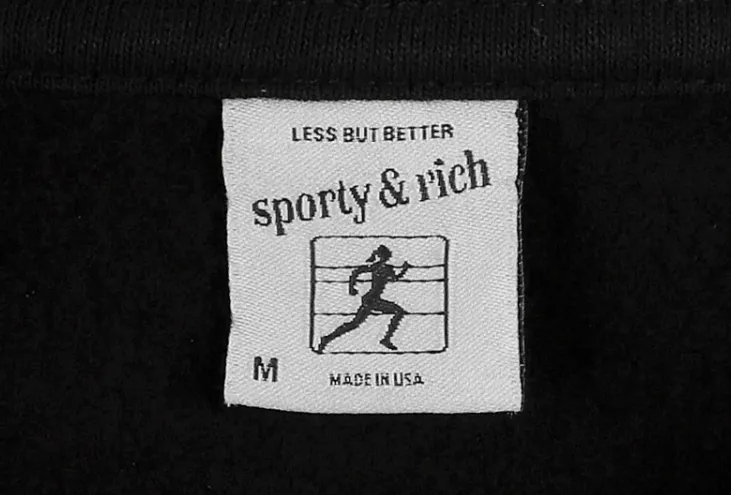 LESS BUT BETTER
sporty & rich
M
MADE IN USA